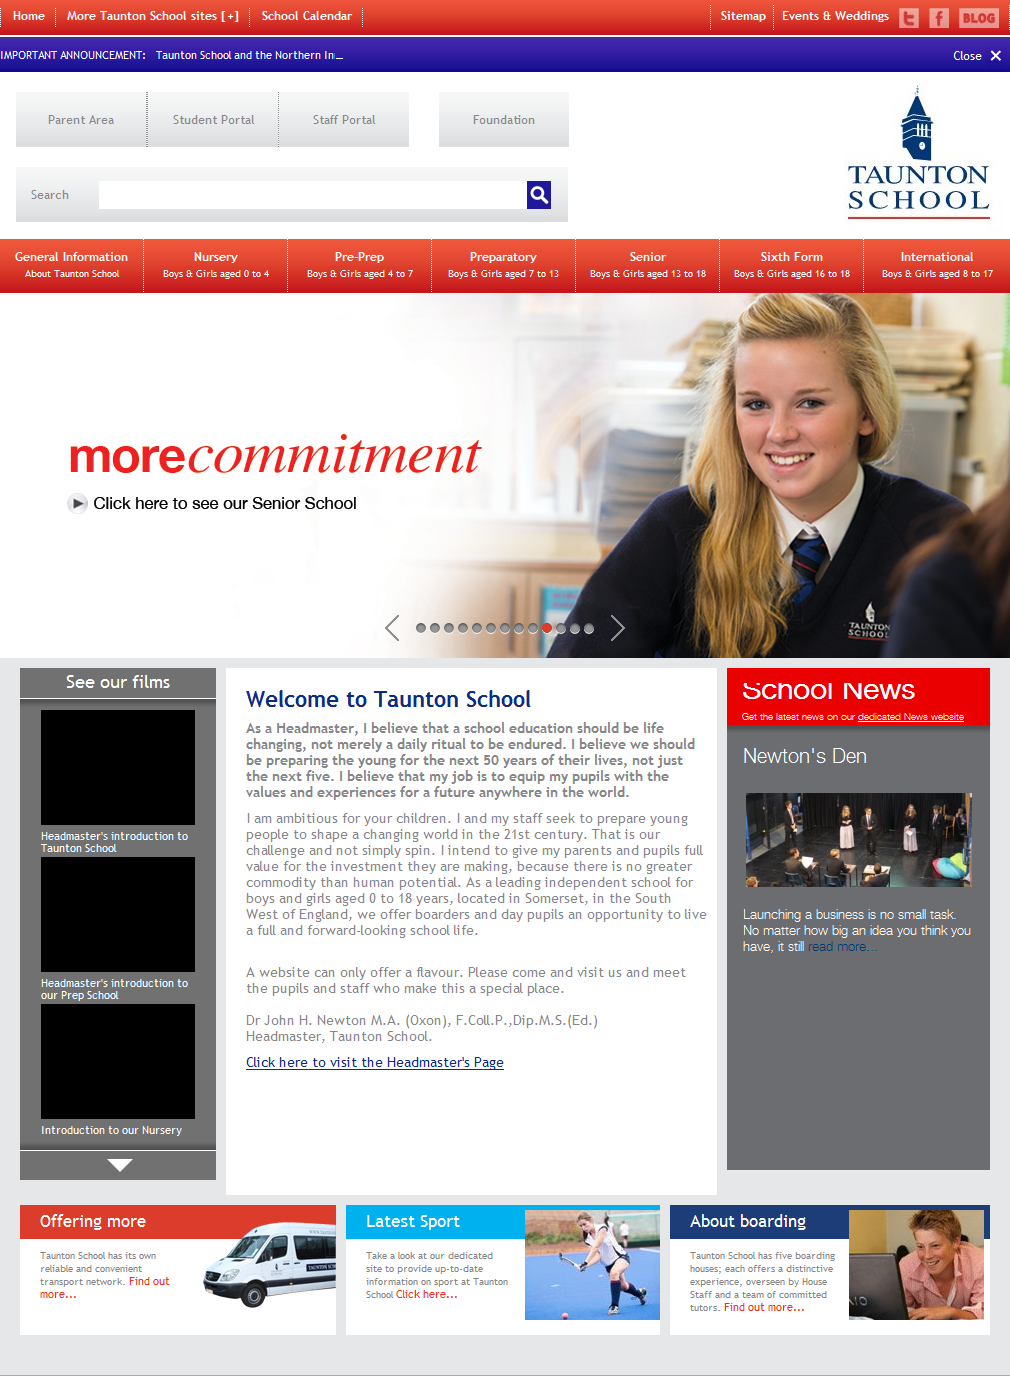 Home More Taunton School sites [+] School Calendar Sitemap Events & Weddings BLOG
IMPORTANT ANNOUNCEMENT: Taunton School and the Northern In_ Close
Parent Area Student Portal Staff Portal Foundation
Search
TAUNTON
SCHOOL
General Information Nursery Pre-Prep Preparatory Senior Sixth Form International
About Taunton School Boys & Girls aged 0 to 4 Boys & Girls aged 4 to 7 Boys & Girls aged 7 to 13 Boys & Girls aged 13 to 18 Boys & Girls aged 16 to 18 Boys & Girls aged 8 to 17
morecommitment
Click here to see our Senior School
TAUNTON
SCHOOL
See our films
Headmaster's introduction to
Taunton School
Headmaster's introduction to
our Prep School
Introduction to our Nursery
Welcome to Taunton School
As a Headmaster, I believe that a school education should be life
changing, not merely a daily ritual to be endured. I believe we should
be preparing the young for the next 50 years of their lives, not just
the next five. I believe that my job is to equip my pupils with the
values and experiences for a future anywhere in the world.
I am ambitious for your children. I and my staff seek to prepare young
people to shape a changing world in the 21st century. That is our
challenge and not simply spin. I intend to give my parents and pupils full
value for the investment they are making, because there is no greater
commodity than human potential. As a leading independent school for
boys and girls aged 0 to 18 years, located in Somerset, in the South
West of England, we offer boarders and day pupils an opportunity to live
a full and forward-looking school life.
A website can only offer a flavour. Please come and visit us and meet
the pupils and staff who make this a special place.
Dr John H. Newton M.A. (Oxon), F.Coll.P.,Dip.M.S.(Ed.)
Headmaster, Taunton School.
Click here to visit the Headmaster's Page
School News
Get the latest news on our dedicated News website
Newton's Den
Launching a business is no small task.
No matter how big an idea you think you
have, it still read more...
Offering more
Taunton School has its own
reliable and convenient
transport network. Find out
more...
Latest Sport
Take a look at our dedicated
site to provide up-to-date
information on sport at Taunton
School Click here...
About boarding
Taunton School has five boarding
houses; each offers a distinctive
experience, overseen by House
Staff and a team of committed
tutors. Find out more...